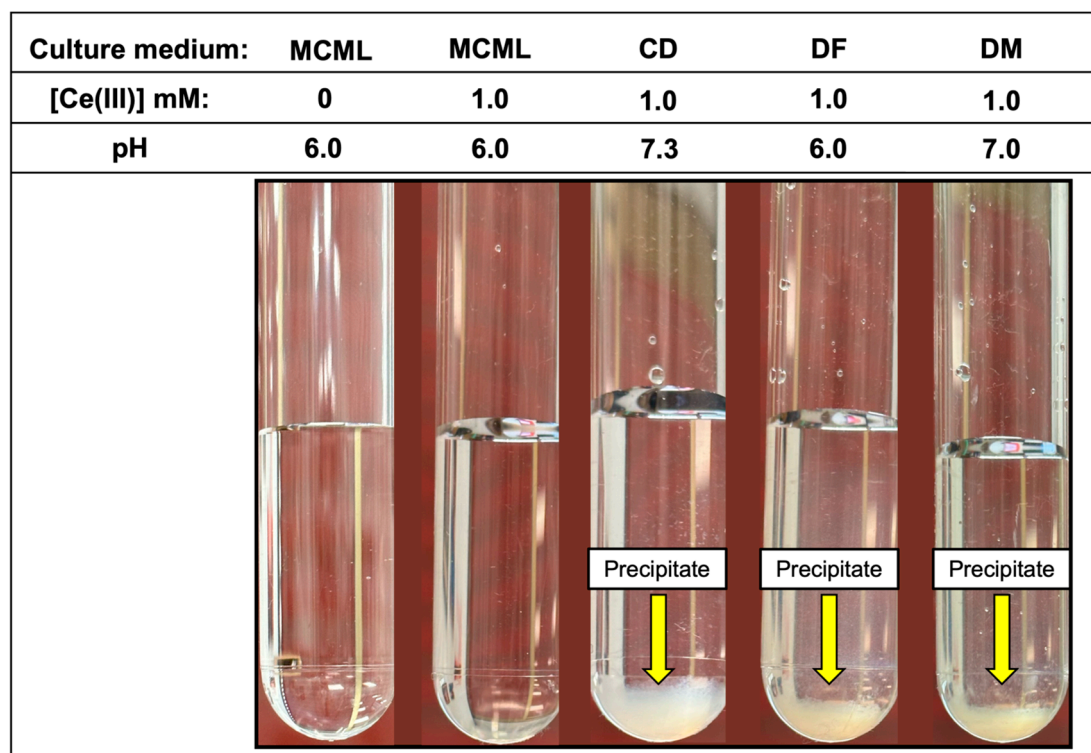 Culture medium: MCML MCML CD DF DM
[Ce(III)] mM: 0 1.0 1.0 1.0 1.0
pH 6.0 6.0 7.3 6.0 7.0
Precipitate Precipitate Precipitate